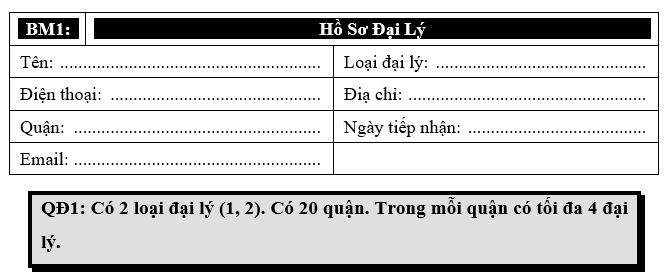 BM1: Hồ Sơ Đại Lý
Tên: ........................................................ Loại đại lý: .............................................
Điện thoại: ............................................. Địa chỉ: ...................................................
Quận: ..................................................... Ngày tiếp nhận: ......................................
Email: .....................................................
QĐ1: Có 2 loại đại lý (1, 2). Có 20 quận. Trong mỗi quận có tối đa 4 đại
lý.